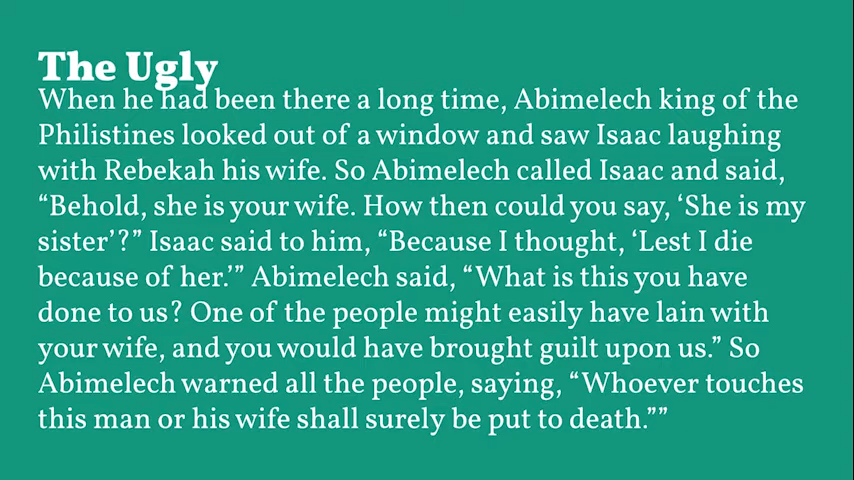 The Ugly
When he had been there a long time, Abimelech king of the
Philistines looked out of a window and saw Isaac laughing
with Rebekah his wife. So Abimelech called Isaac and said,
“Behold, she is your wife. How then could you say, ‘She is my
sister’?” Isaac said to him, “Because I thought, ‘Lest I die
because of her.’” Abimelech said, “What is this you have
done to us? One of the people might easily have lain with
your wife, and you would have brought guilt upon us.” So
Abimelech warned all the people, saying, “Whoever touches
this man or his wife shall surely be put to death.””